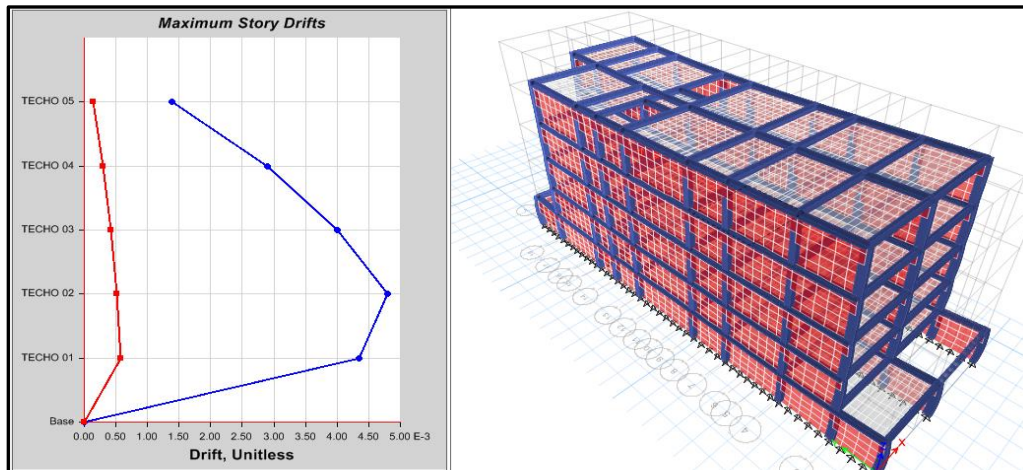 Maximum Story Drifts
TECHO 05
TECHO 04
TECHO 03
TECHO 02
TECHO 01
Base
0.00 0.50 1.00 1.50 2.00 2.50 3.00 3.50 4.00 4.50 5.00 E-3
Drift, Unitless
X